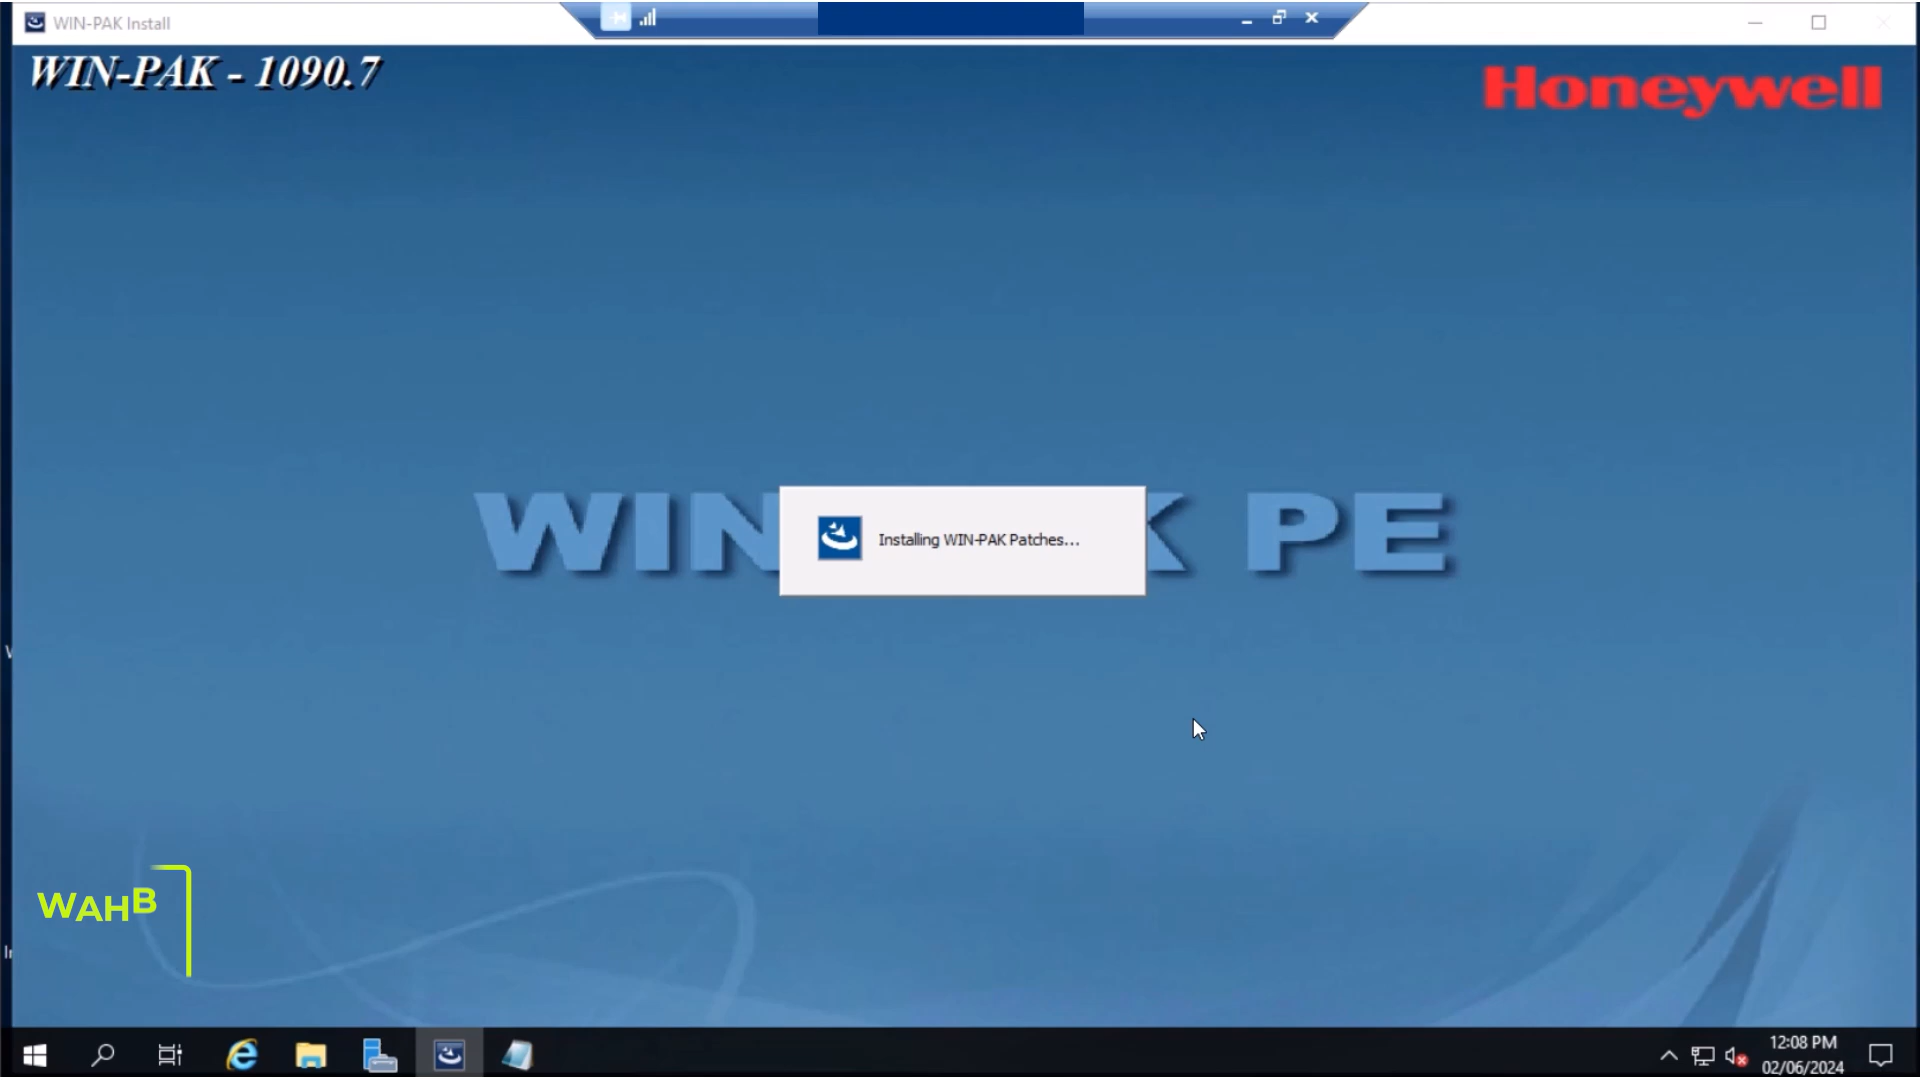 WIN-PAK Install
WIN-PAK - 1090.7
Honeywell
WIN K PE
Installing WIN-PAK Patches...
WAHB
12:08 PM
02/06/2024